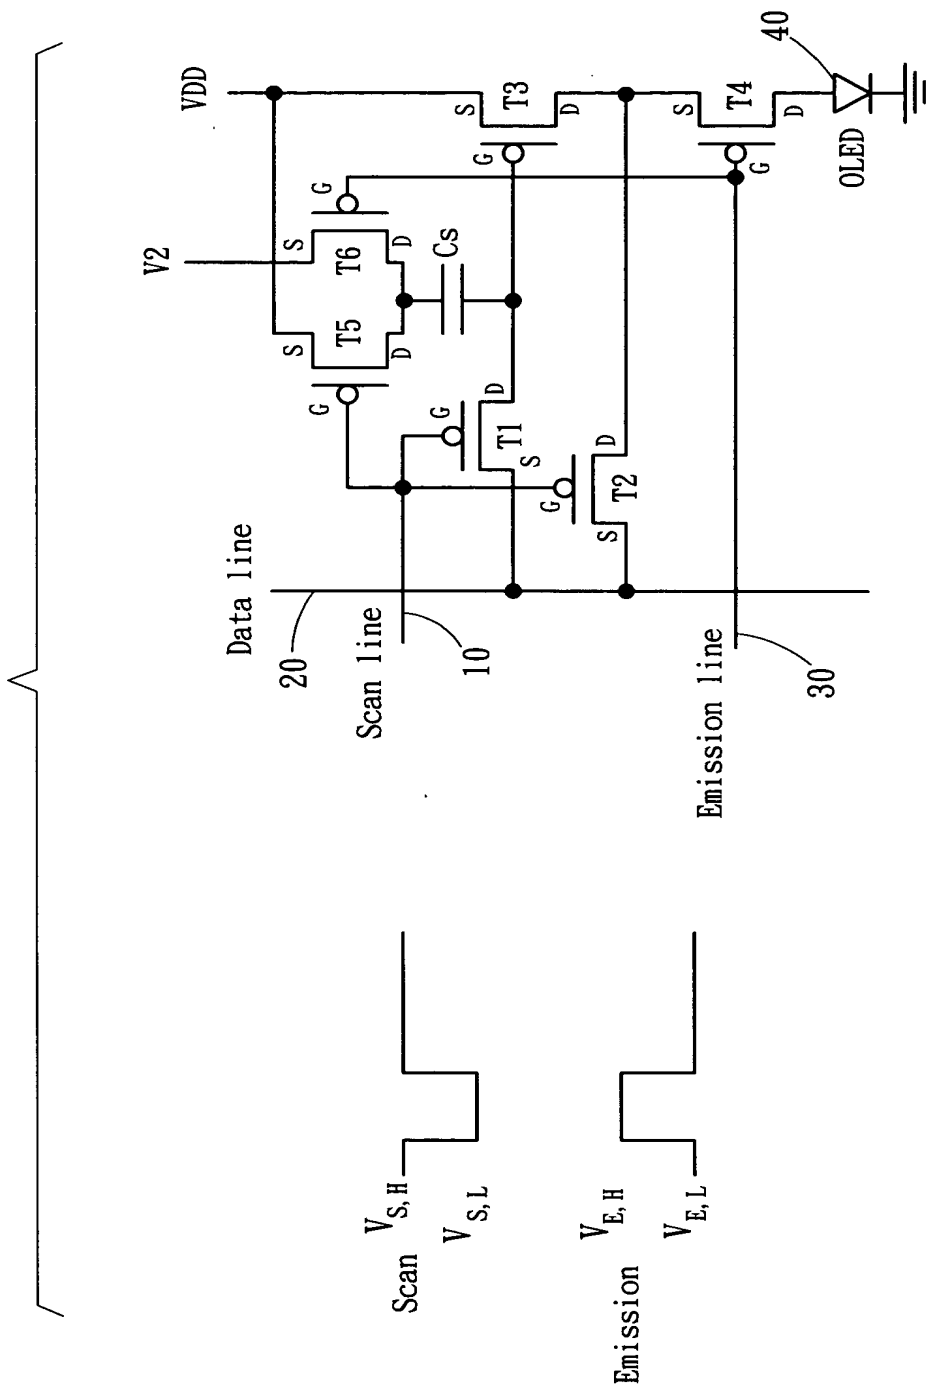 VDD
V2
S
T5
D
G
S
T6
D
G
Cs
S
T3
D
G
S
T4
D
G
40
OLED
G
T1
S
D
G
T2
S
D
Data line
20
Scan line
10
Emission line
30
Scan
V S,H
V S,L
Emission
V E,H
V E,L